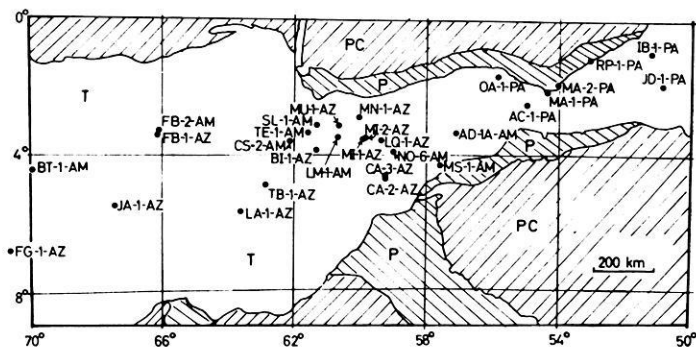 0°
PC
IB-1-PA
P
RP-1-PA
T
OA-1-PA
MA-2-PA
JD-1-PA
MU-1-AZ
MN-1-AZ
MA-1-PA
FB-2-AM
SL-1-AM
AC-1-PA
FB-1-AZ
TE-1-AM
MI-2-AZ
AD-1A-AM
CS-2-AM
LQ-1-AZ
P
4°
BI-1-AZ
NO-6-AM
BT-1-AM
LM-1-AM
CA-3-AZ
MS-1-AM
TB-1-AZ
CA-2-AZ
JA-1-AZ
LA-1-AZ
PC
FG-1-AZ
T
P
200 km
8°
70° 66° 62° 58° 54° 50°